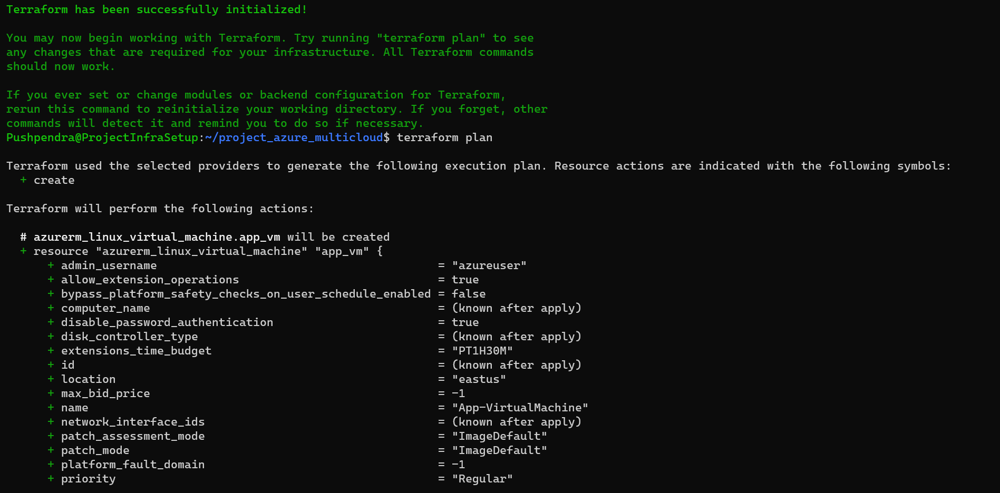 Terraform has been successfully initialized!
You may now begin working with Terraform. Try running "terraform plan" to see
any changes that are required for your infrastructure. All Terraform commands
should now work.
If you ever set or change modules or backend configuration for Terraform,
rerun this command to reinitialize your working directory. If you forget, other
commands will detect it and remind you to do so if necessary.
Pushpendra@ProjectInfraSetup:~/project_azure_multicloud$ terraform plan
Terraform used the selected providers to generate the following execution plan. Resource actions are indicated with the following symbols:
  + create
Terraform will perform the following actions:
  # azurerm_linux_virtual_machine.app_vm will be created
  + resource "azurerm_linux_virtual_machine" "app_vm" {
      + admin_username                                         = "azureuser"
      + allow_extension_operations                             = true
      + bypass_platform_safety_checks_on_user_schedule_enabled = false
      + computer_name                                          = (known after apply)
      + disable_password_authentication                        = true
      + disk_controller_type                                   = (known after apply)
      + extensions_time_budget                                 = "PT1H30M"
      + id                                                     = (known after apply)
      + location                                               = "eastus"
      + max_bid_price                                          = -1
      + name                                                   = "App-VirtualMachine"
      + network_interface_ids                                  = (known after apply)
      + patch_assessment_mode                                  = "ImageDefault"
      + patch_mode                                             = "ImageDefault"
      + platform_fault_domain                                  = -1
      + priority                                               = "Regular"